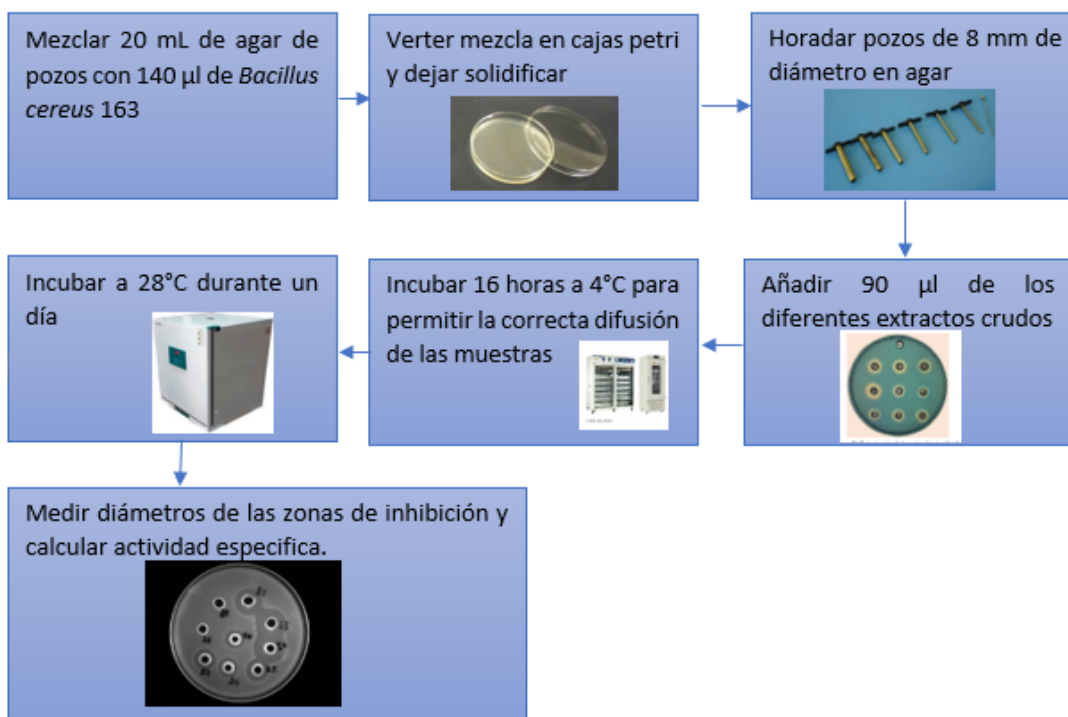 Mezclar 20 mL de agar de
pozos con 140 µl de Bacillus
cereus 163
Verter mezcla en cajas petri
y dejar solidificar
Horadar pozos de 8 mm de
diámetro en agar
Añadir 90 µl de los
diferentes extractos crudos
Incubar 16 horas a 4°C para
permitir la correcta difusión
de las muestras
Incubar a 28°C durante un
día
Medir diámetros de las zonas de inhibición y
calcular actividad especifica.